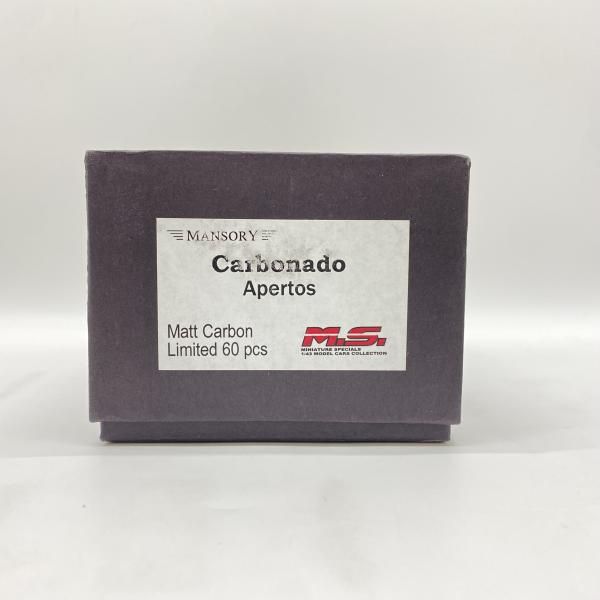 MANSORY
Carbonado
Apertos
Matt Carbon
Limited 60 pcs
M.S.
MINIATURE SPECIALS
1/43 MODEL CARS COLLECTION